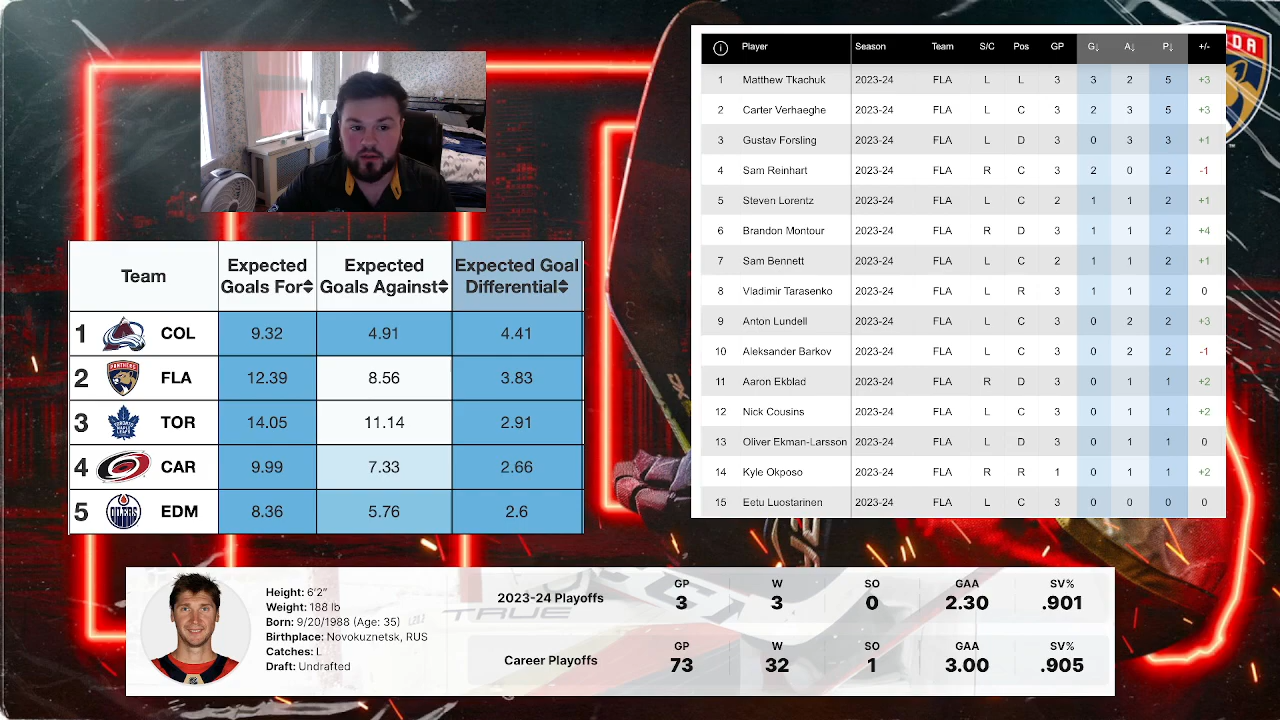 Team Expected Goals For Expected Goals Against Expected Goal Differential
1 COL 9.32 4.91 4.41
2 PANTHERS FLA 12.39 8.56 3.83
3 TORONTO MAPLE LEAFS TOR 14.05 11.14 2.91
4 CAR 9.99 7.33 2.66
5 OILERS EDM 8.36 5.76 2.6
i Player Season Team S/C Pos GP G↓ A↓ P↓ +/-
1 Matthew Tkachuk 2023-24 FLA L L 3 3 2 5 +3
2 Carter Verhaeghe 2023-24 FLA L C 3 2 3 5 +3
3 Gustav Forsling 2023-24 FLA L D 3 0 3 3 +1
4 Sam Reinhart 2023-24 FLA R C 3 2 0 2 -1
5 Steven Lorentz 2023-24 FLA L C 2 1 1 2 +1
6 Brandon Montour 2023-24 FLA R D 3 1 1 2 +4
7 Sam Bennett 2023-24 FLA L C 2 1 1 2 +1
8 Vladimir Tarasenko 2023-24 FLA L R 3 1 1 2 0
9 Anton Lundell 2023-24 FLA L C 3 0 2 2 +3
10 Aleksander Barkov 2023-24 FLA L C 3 0 2 2 -1
11 Aaron Ekblad 2023-24 FLA R D 3 0 1 1 +2
12 Nick Cousins 2023-24 FLA L C 3 0 1 1 +2
13 Oliver Ekman-Larsson 2023-24 FLA L D 3 0 1 1 0
14 Kyle Okposo 2023-24 FLA R R 1 0 1 1 +2
15 Eetu Luostarinen 2023-24 FLA L C 3 0 0 0 0
Height: 6'2"
Weight: 188 lb
Born: 9/20/1988 (Age: 35)
Birthplace: Novokuznetsk, RUS
Catches: L
Draft: Undrafted
TRUE
GP W SO GAA SV%
2023-24 Playoffs 3 3 0 2.30 .901
GP W SO GAA SV%
Career Playoffs 73 32 1 3.00 .905